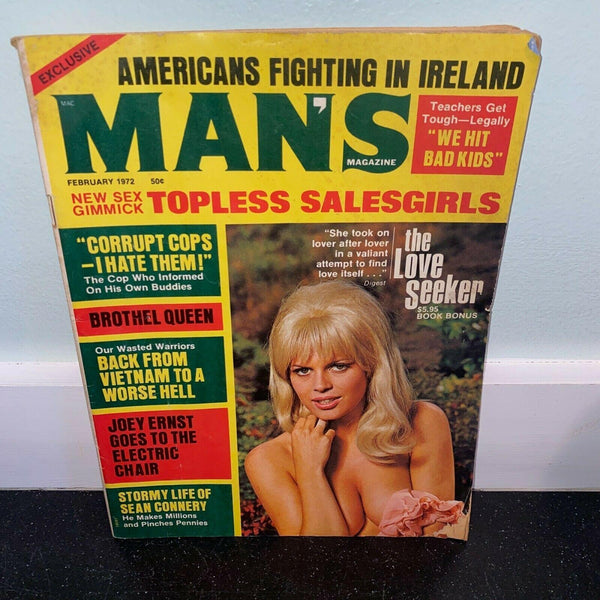 EXCLUSIVE
AMERICANS FIGHTING IN IRELAND
MAC
MAN'S
MAGAZINE
Teachers Get
Tough—Legally
"WE HIT
BAD KIDS"
FEBRUARY 1972 50¢
NEW SEX
GIMMICK
TOPLESS SALESGIRLS
"CORRUPT COPS
—I HATE THEM!"
The Cop Who Informed
On His Own Buddies
BROTHEL QUEEN
Our Wasted Warriors
BACK FROM
VIETNAM TO A
WORSE HELL
JOEY ERNST
GOES TO THE
ELECTRIC
CHAIR
STORMY LIFE OF
SEAN CONNERY
He Makes Millions
and Pinches Pennies
"She took on
lover after lover
in a valiant
attempt to find
love itself . . ."
Digest
the
Love
Seeker
$5.95
BOOK BONUS